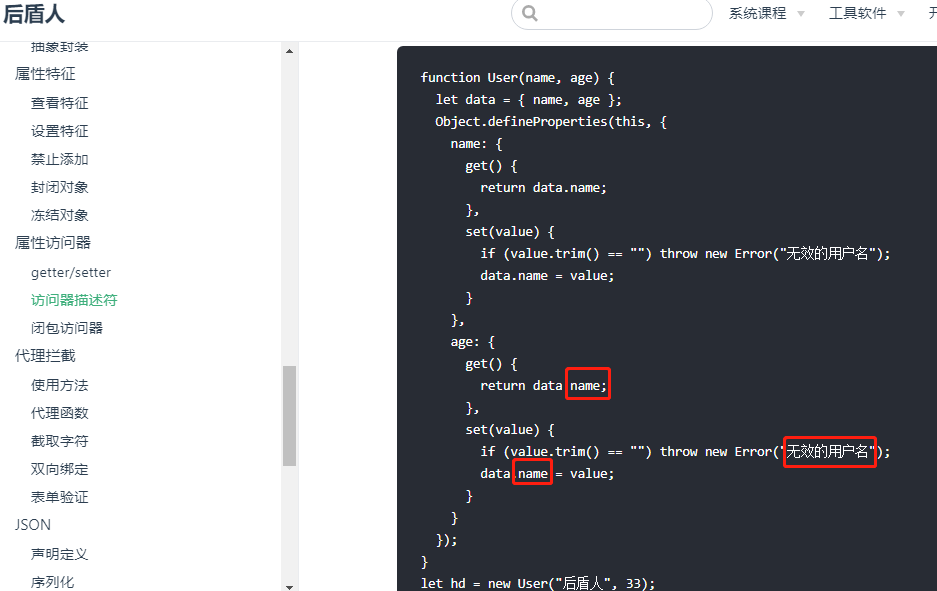 后盾人
系统课程
工具软件
抽象封装
属性特征
查看特征
设置特征
禁止添加
封闭对象
冻结对象
属性访问器
getter/setter
访问器描述符
闭包访问器
代理拦截
使用方法
代理函数
截取字符
双向绑定
表单验证
JSON
声明定义
序列化
function User(name, age) {
let data = { name, age };
Object.defineProperties(this, {
name: {
get() {
return data.name;
},
set(value) {
if (value.trim() == "") throw new Error("无效的用户名");
data.name = value;
}
},
age: {
get() {
return data name;
},
set(value) {
if (value.trim() == "") throw new Error("无效的用户名");
data.name = value;
}
}
});
}
let hd = new User("后盾人", 33);